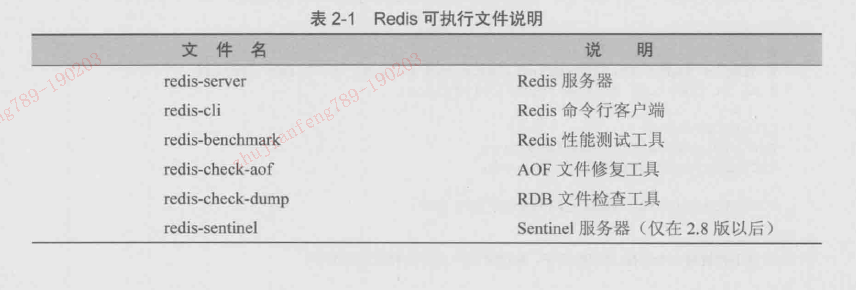 表 2-1 Redis 可执行文件说明
文 件 名 说 明
redis-server Redis 服务器
redis-cli Redis 命令行客户端
redis-benchmark Redis 性能测试工具
redis-check-aof AOF 文件修复工具
redis-check-dump RDB 文件检查工具
redis-sentinel Sentinel 服务器（仅在 2.8 版以后）
ng789-190203
zhujianfeng789-190203